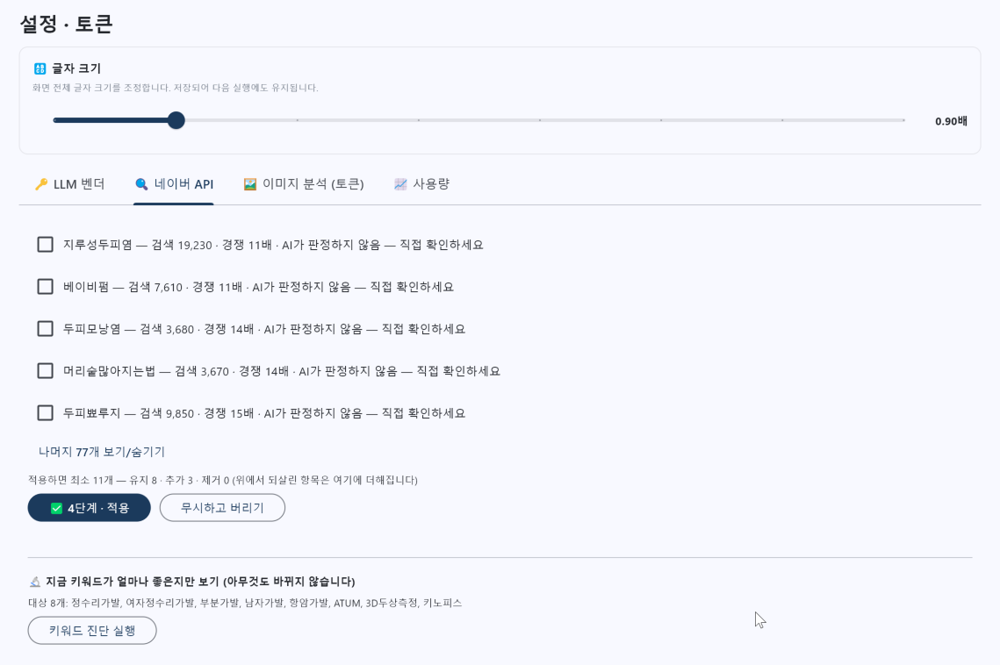 설정 · 토큰
🔠 글자 크기
화면 전체 글자 크기를 조정합니다. 저장되어 다음 실행에도 유지됩니다.
0.90배
🔑 LLM 벤더 🔍 네이버 API 🖼️ 이미지 분석 (토큰) 📈 사용량
지루성두피염 — 검색 19,230 · 경쟁 11배 · AI가 판정하지 않음 — 직접 확인하세요
베이비펌 — 검색 7,610 · 경쟁 11배 · AI가 판정하지 않음 — 직접 확인하세요
두피모낭염 — 검색 3,680 · 경쟁 14배 · AI가 판정하지 않음 — 직접 확인하세요
머리숱많아지는법 — 검색 3,670 · 경쟁 14배 · AI가 판정하지 않음 — 직접 확인하세요
두피뾰루지 — 검색 9,850 · 경쟁 15배 · AI가 판정하지 않음 — 직접 확인하세요
나머지 77개 보기/숨기기
적용하면 최소 11개 — 유지 8 · 추가 3 · 제거 0 (위에서 되살린 항목은 여기에 더해집니다)
✅ 4단계 · 적용 무시하고 버리기
🔬 지금 키워드가 얼마나 좋은지만 보기 (아무것도 바뀌지 않습니다)
대상 8개: 정수리가발, 여자정수리가발, 부분가발, 남자가발, 항암가발, ATUM, 3D두상측정, 키노피스
키워드 진단 실행